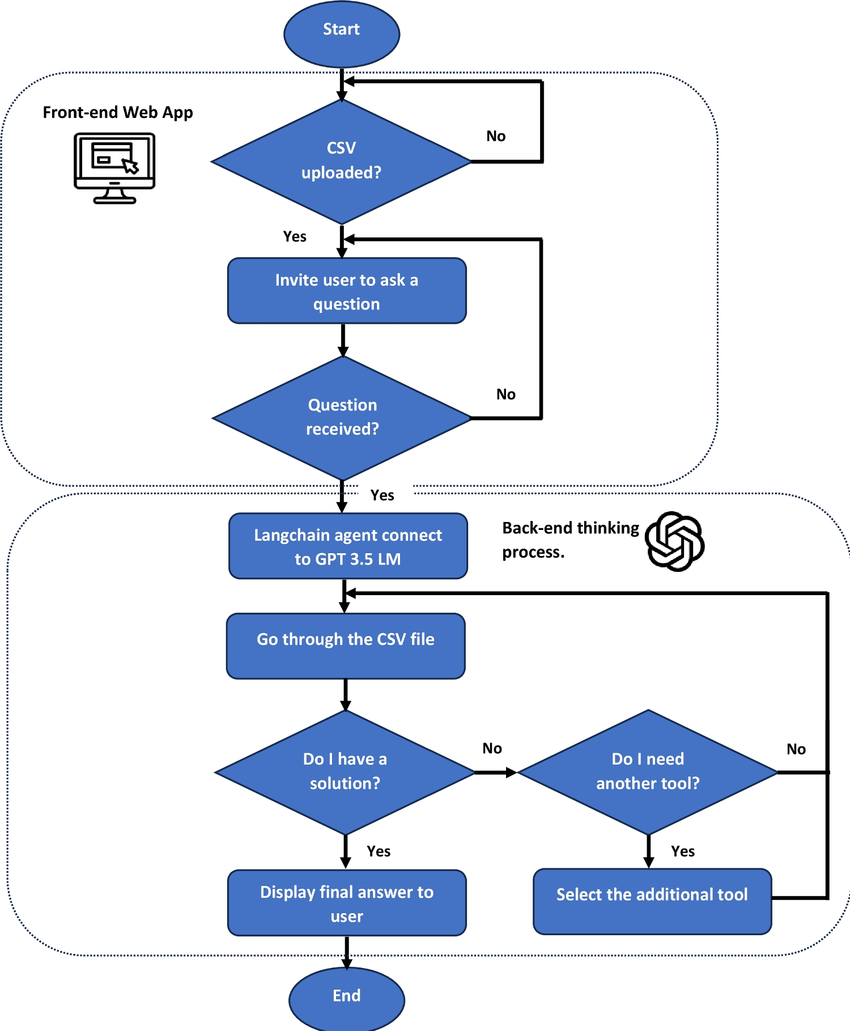 Start
Front-end Web App
CSV
uploaded?
No
Yes
Invite user to ask a
question
Question
received?
No
Yes
Langchain agent connect
to GPT 3.5 LM
Back-end thinking
process.
Go through the CSV file
Do I have a
solution?
No
Do I need
another tool?
No
Yes
Yes
Display final answer to
user
Select the additional tool
End